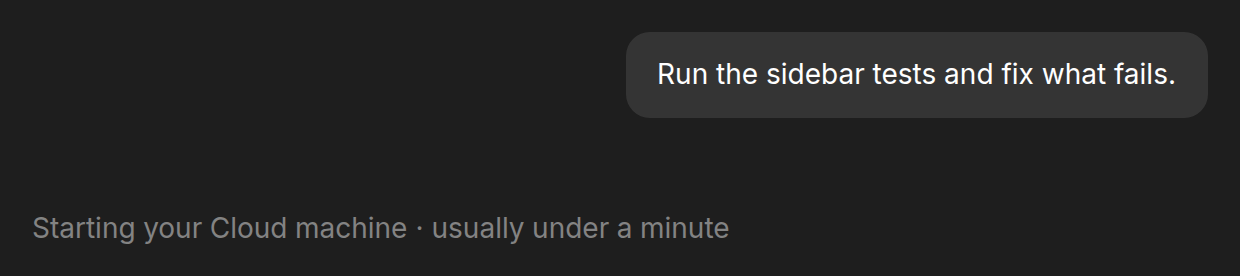 Run the sidebar tests and fix what fails.
Starting your Cloud machine · usually under a minute